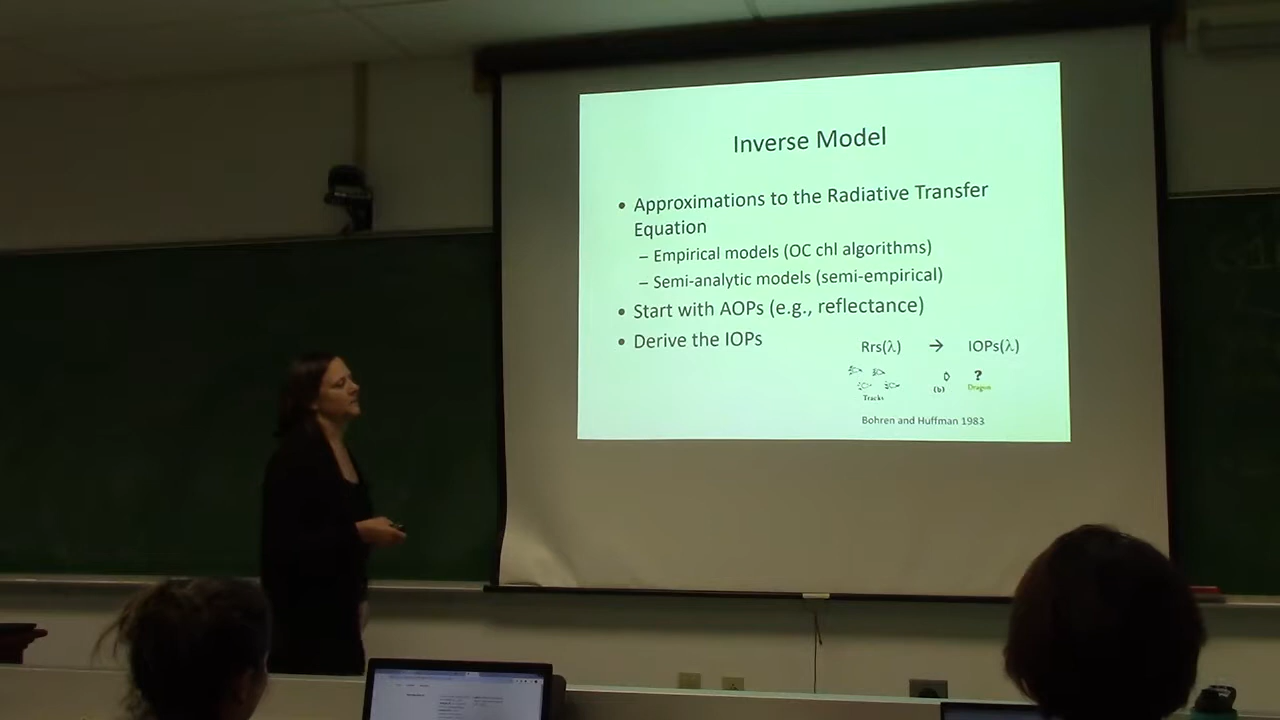 Inverse Model
• Approximations to the Radiative Transfer
Equation
– Empirical models (OC chl algorithms)
– Semi-analytic models (semi-empirical)
• Start with AOPs (e.g., reflectance)
• Derive the IOPs
Rrs(λ) → IOPs(λ)
?
(b) Dragon
Tracks
Bohren and Huffman 1983